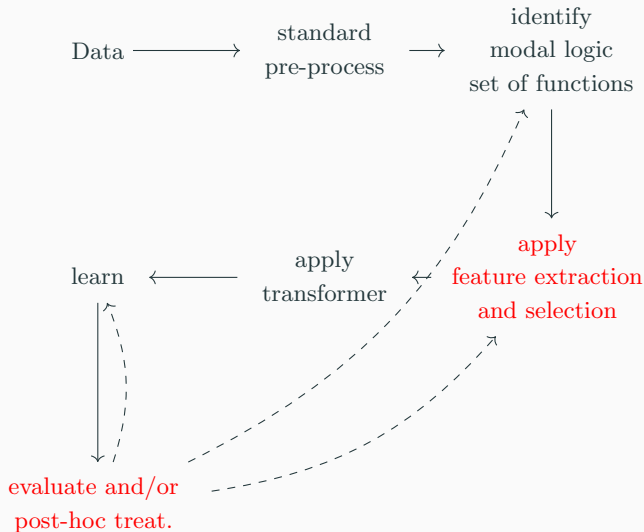 Data
standard
pre-process
identify
modal logic
set of functions
learn
apply
transformer
apply
feature extraction
and selection
evaluate and/or
post-hoc treat.